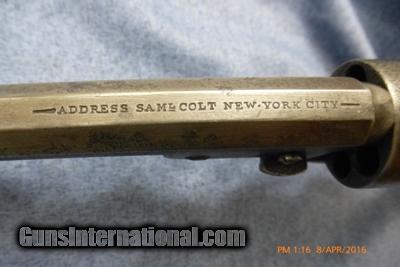 ADDRESS SAML COLT NEW-YORK CITY
GunsInternational.com
PM 1:16 8/APR/2016